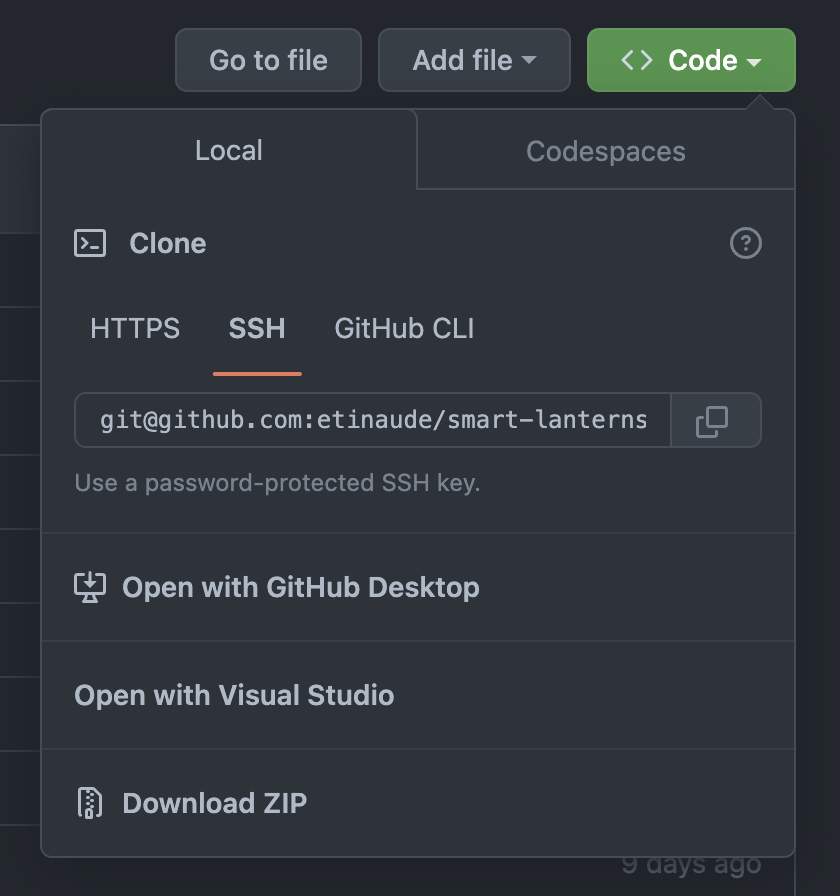 Go to file
Add file
<> Code
Local
Codespaces
Clone
HTTPS
SSH
GitHub CLI
git@github.com:etinaude/smart-lanterns
Use a password-protected SSH key.
Open with GitHub Desktop
Open with Visual Studio
Download ZIP
9 days ago